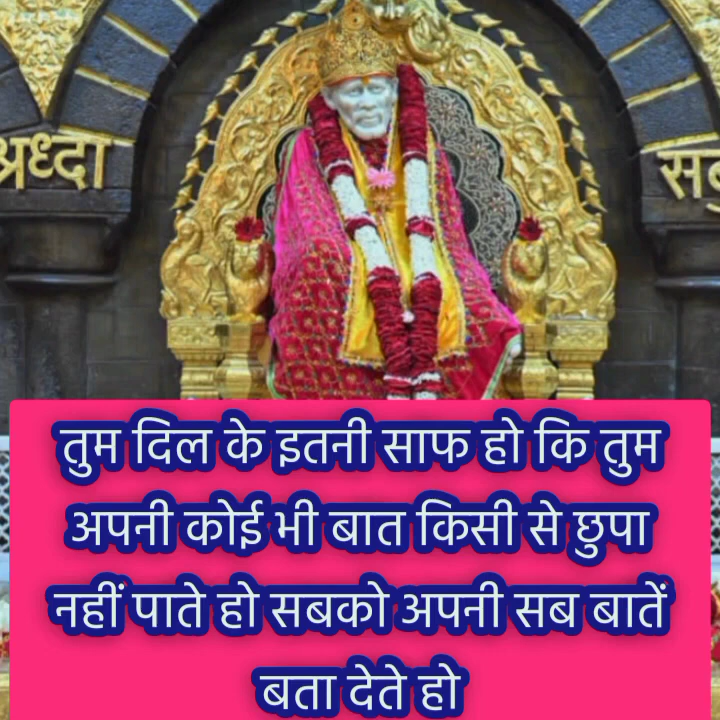 श्रध्दा
तुम दिल के इतनी साफ हो कि तुम
अपनी कोई भी बात किसी से छुपा
नहीं पाते हो सबको अपनी सब बातें
बता देते हो